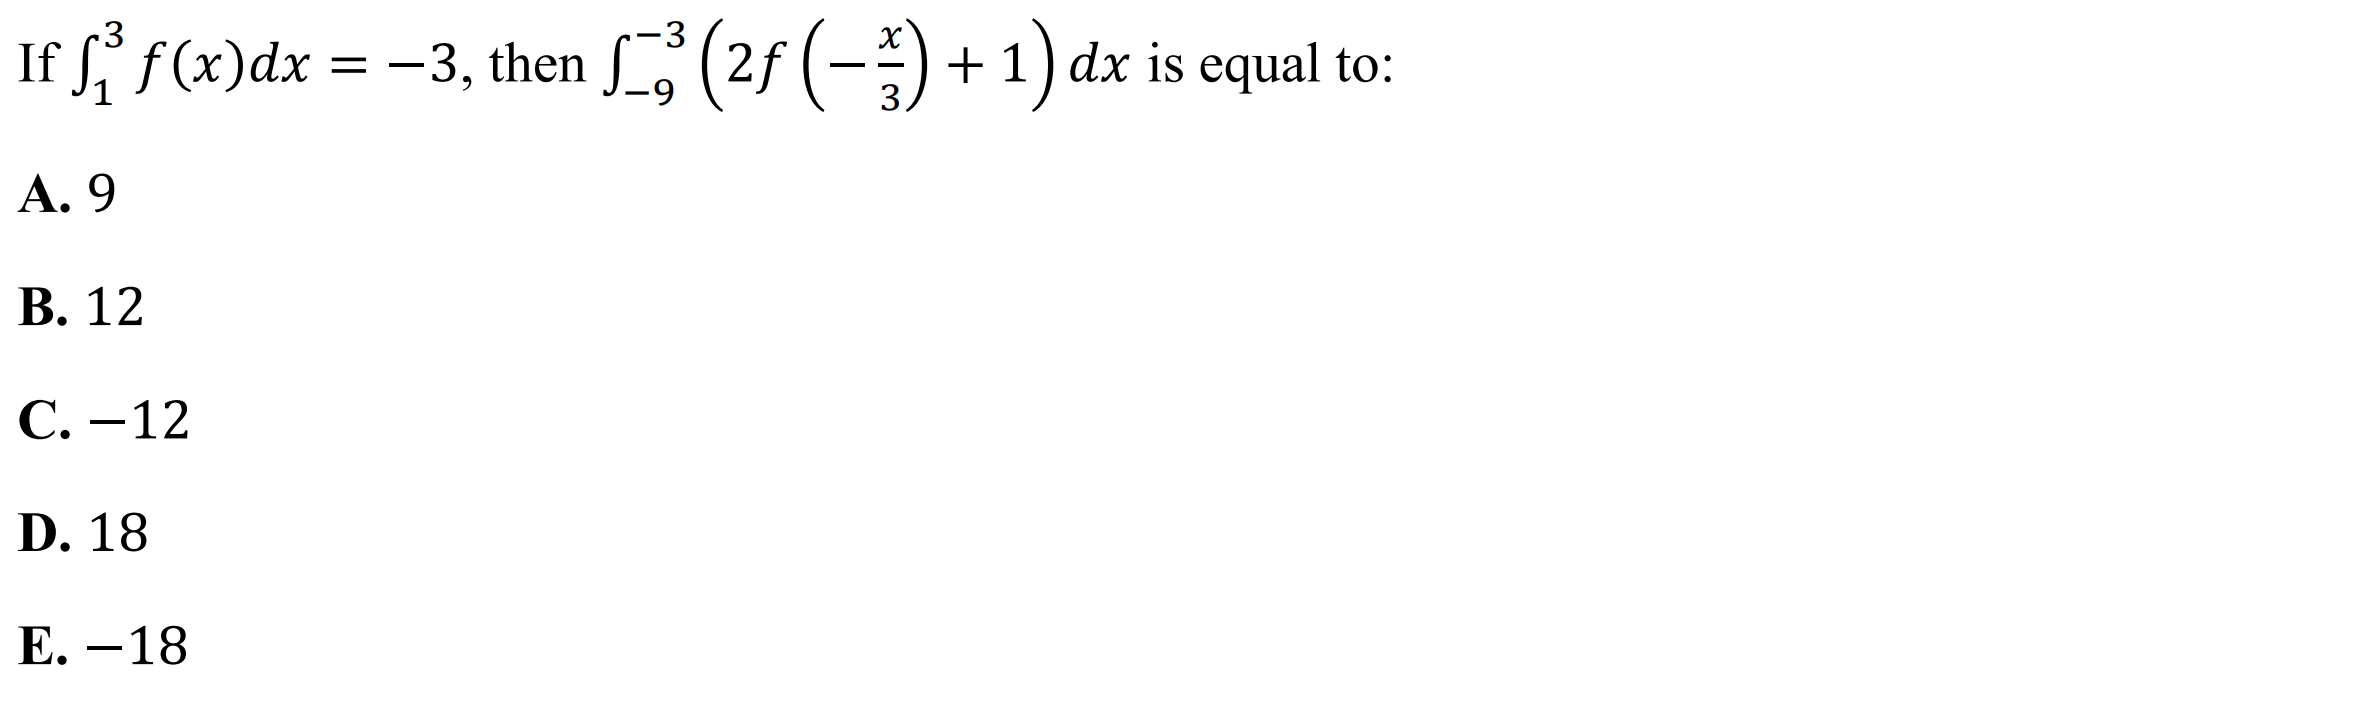 If ∫₁³ f(x)dx = −3, then ∫₋₉⁻³ (2f(−x/3) + 1) dx is equal to:
A. 9
B. 12
C. −12
D. 18
E. −18